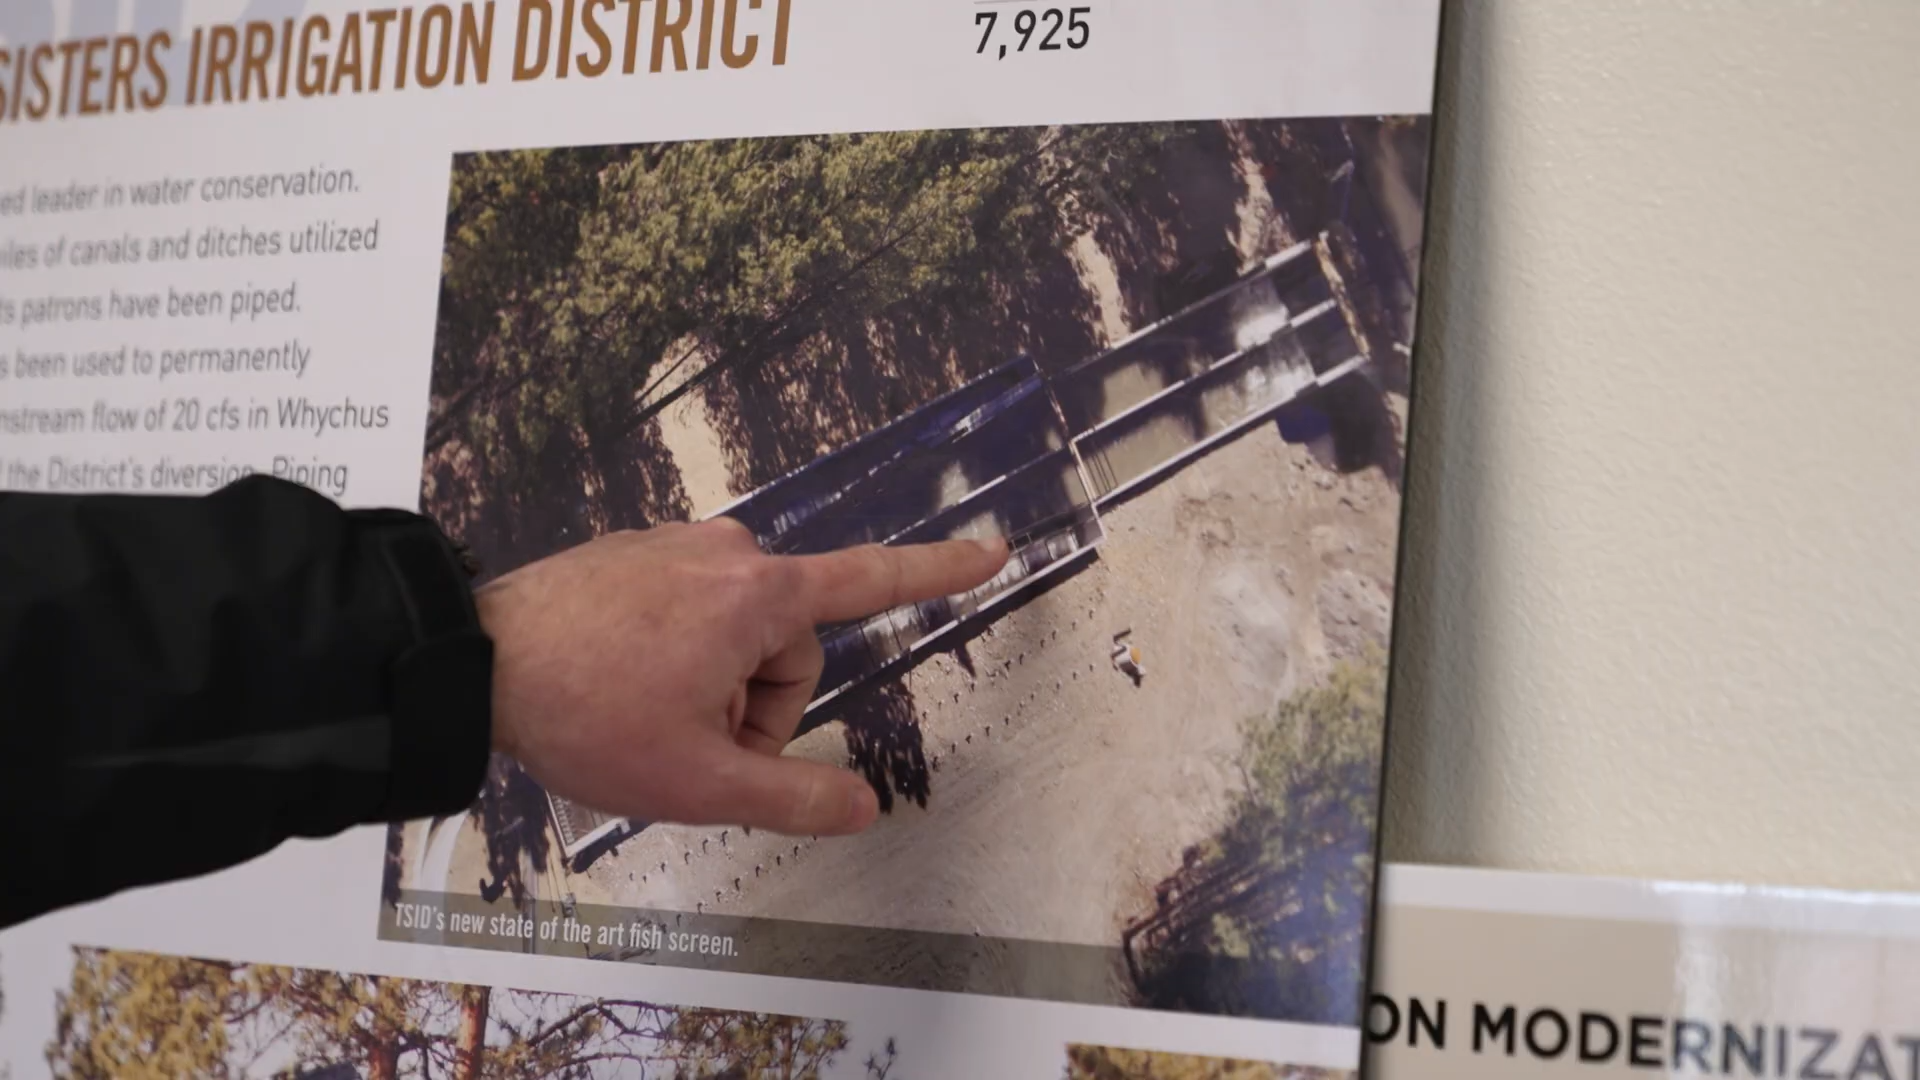 SISTERS IRRIGATION DISTRICT
7,925
ed leader in water conservation.
iles of canals and ditches utilized
ts patrons have been piped.
s been used to permanently
nstream flow of 20 cfs in Whychus
the District's diversion. Piping
TSID's new state of the art fish screen.
ON MODERNIZAT